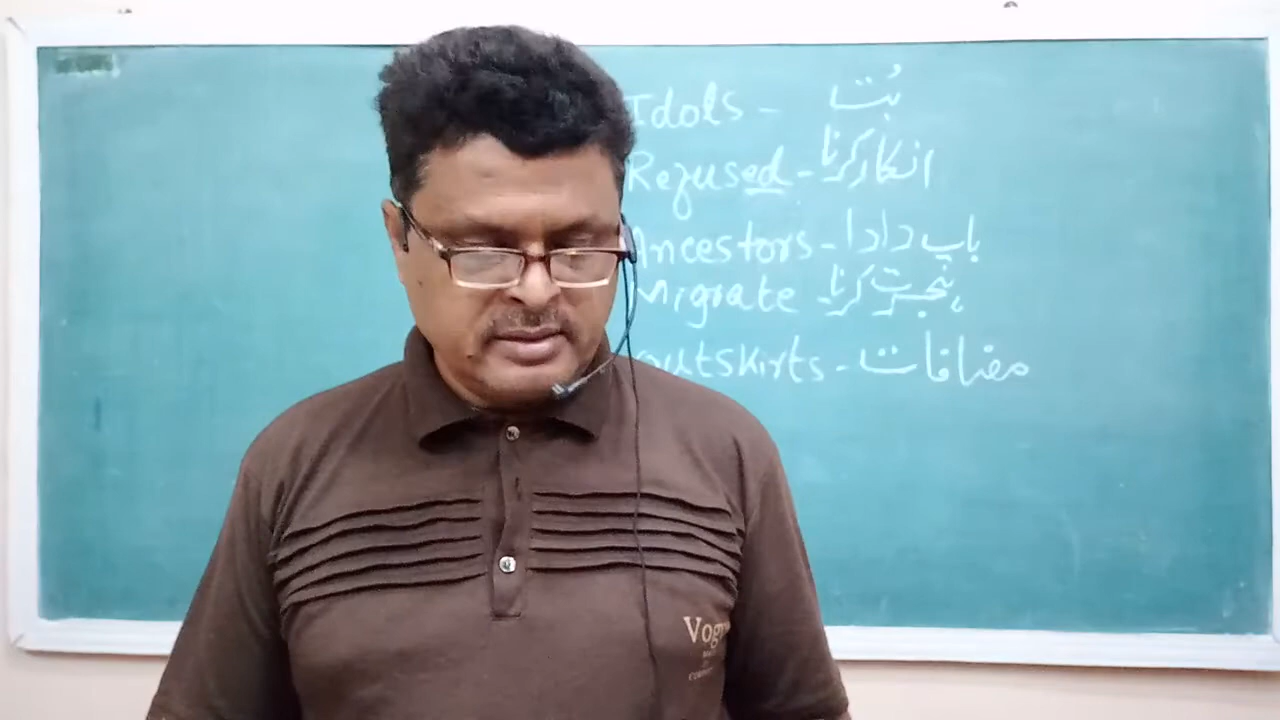 Idols - بُت
Refused - انکار کرنا
Ancestors - باپ دادا
Migrate - ہجرت کرنا
outskirts - مضافات